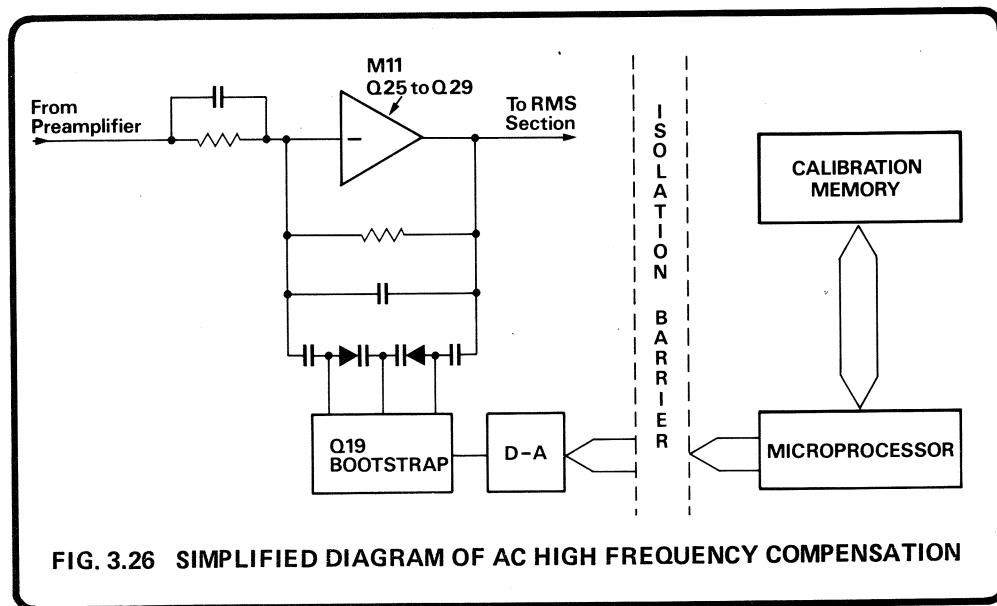 M11
Q25 to Q29
From
Preamplifier
To RMS
Section
ISOLATION BARRIER
CALIBRATION
MEMORY
Q19
BOOTSTRAP
D-A
MICROPROCESSOR
FIG. 3.26 SIMPLIFIED DIAGRAM OF AC HIGH FREQUENCY COMPENSATION